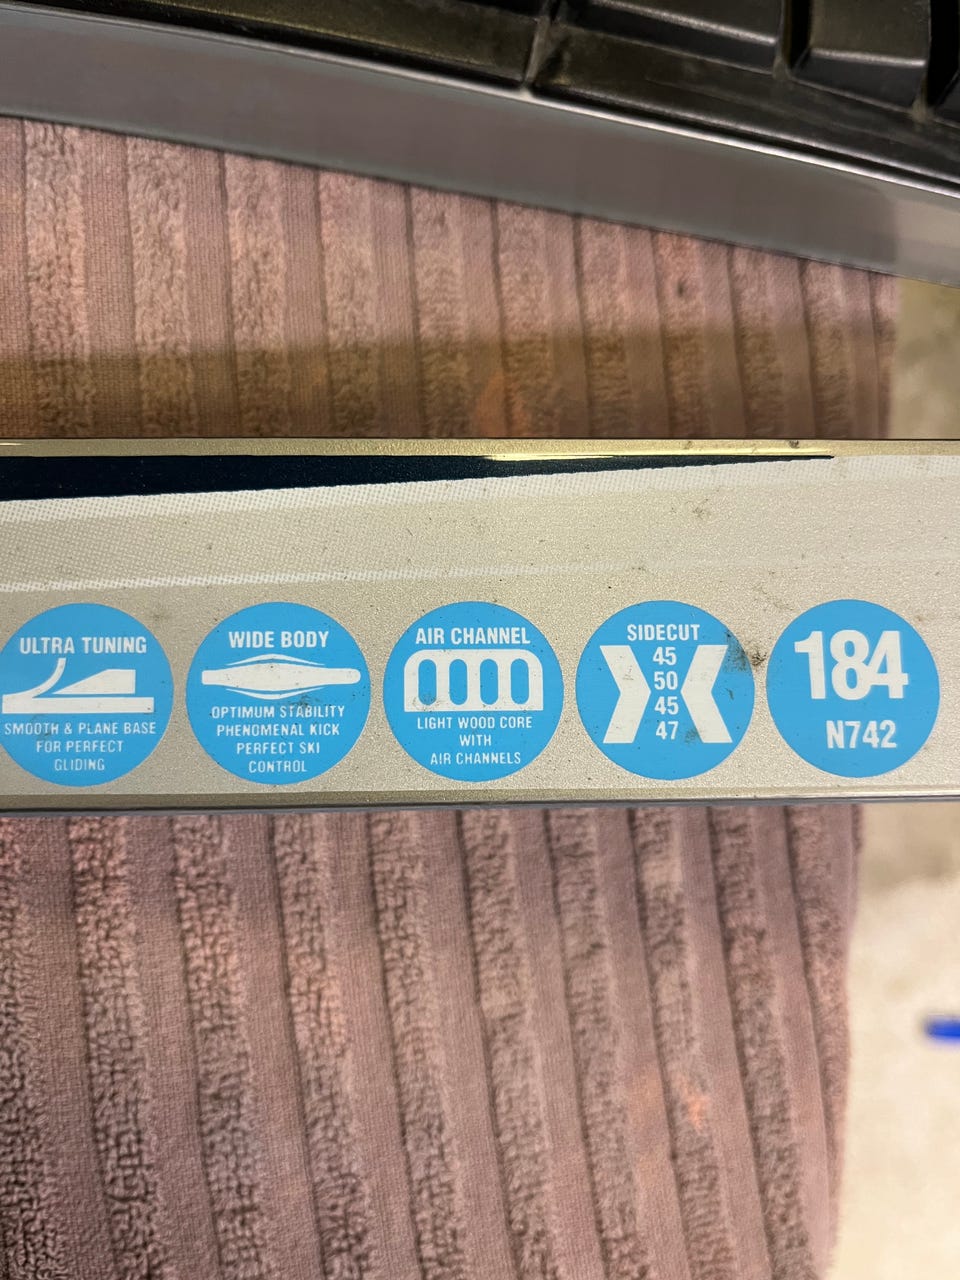 ULTRA TUNING
SMOOTH & PLANE BASE
FOR PERFECT
GLIDING
WIDE BODY
OPTIMUM STABILITY
PHENOMENAL KICK
PERFECT SKI
CONTROL
AIR CHANNEL
LIGHT WOOD CORE
WITH
AIR CHANNELS
SIDECUT
45
50
45
47
184
N742